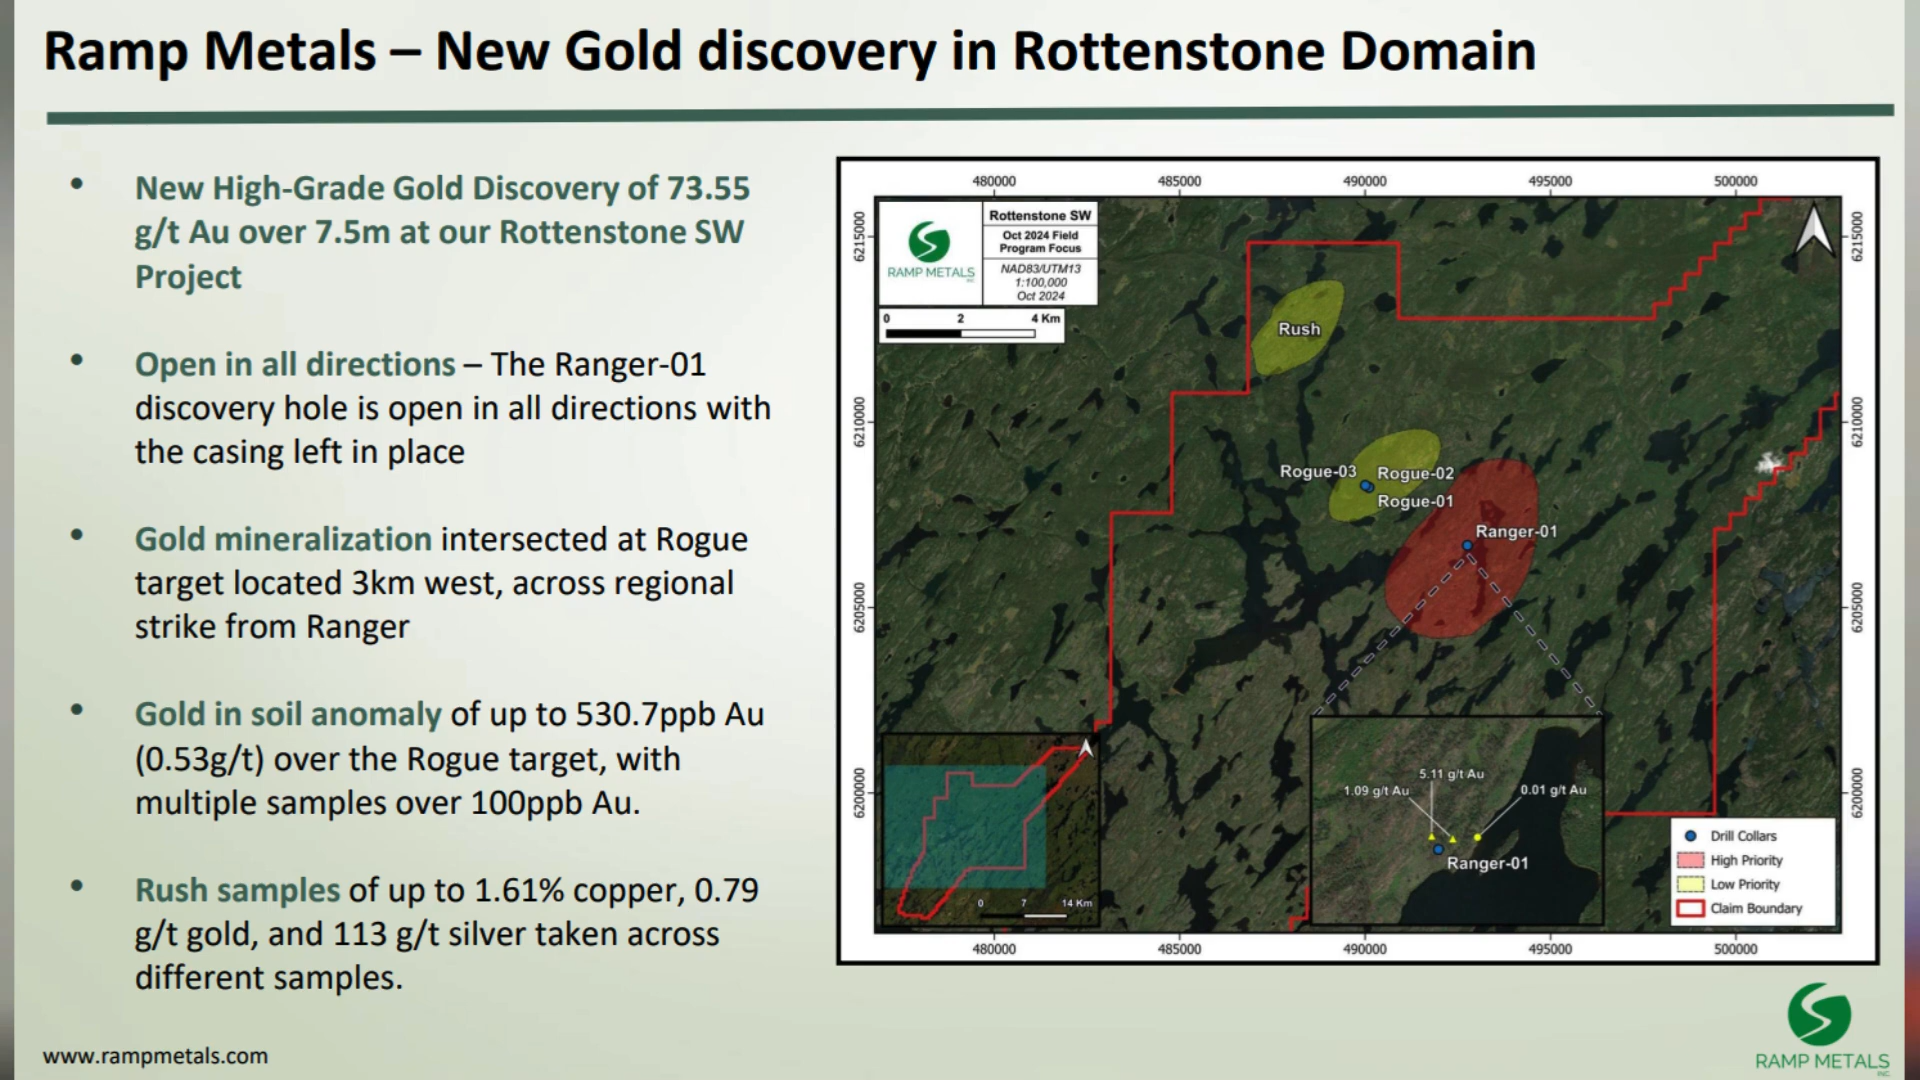 Ramp Metals – New Gold discovery in Rottenstone Domain
• New High-Grade Gold Discovery of 73.55
g/t Au over 7.5m at our Rottenstone SW
Project
• Open in all directions – The Ranger-01
discovery hole is open in all directions with
the casing left in place
• Gold mineralization intersected at Rogue
target located 3km west, across regional
strike from Ranger
• Gold in soil anomaly of up to 530.7ppb Au
(0.53g/t) over the Rogue target, with
multiple samples over 100ppb Au.
• Rush samples of up to 1.61% copper, 0.79
g/t gold, and 113 g/t silver taken across
different samples.
www.rampmetals.com
480000 485000 490000 495000 500000
6215000
6210000
6205000
6200000
RAMP METALS
INC.
Rottenstone SW
Oct 2024 Field
Program Focus
NAD83/UTM13
1:100,000
Oct 2024
0 2 4 Km
Rush
Rogue-03
Rogue-02
Rogue-01
Ranger-01
0 7 14 Km
5.11 g/t Au
1.09 g/t Au
0.01 g/t Au
Ranger-01
Drill Collars
High Priority
Low Priority
Claim Boundary
6215000
6210000
6205000
6200000
480000 485000 490000 495000 500000
RAMP METALS
INC.